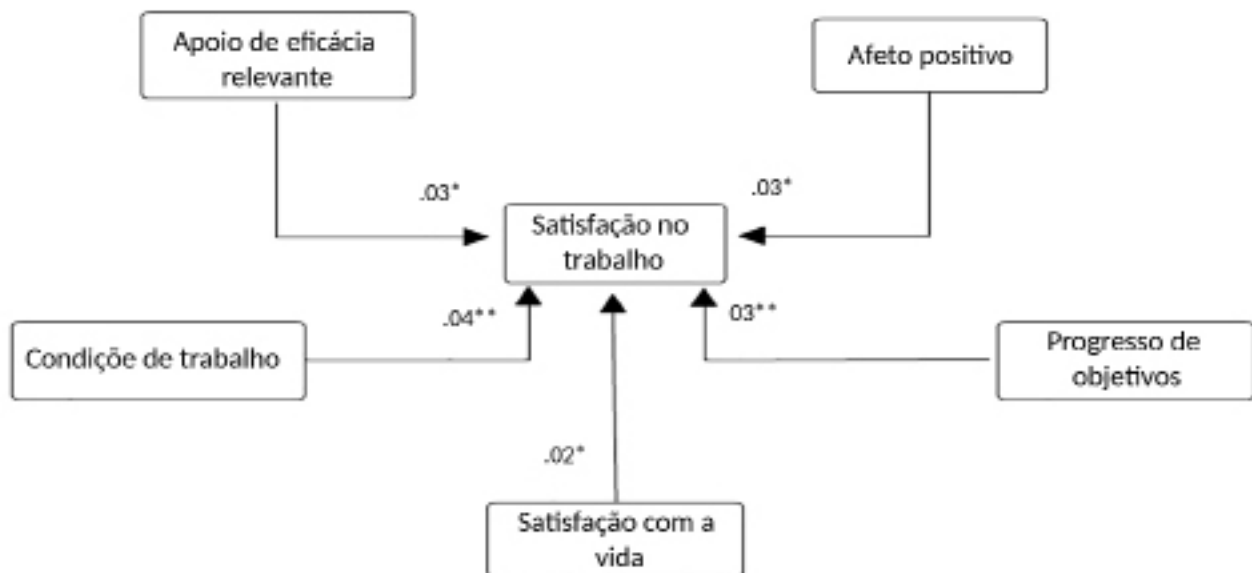 Apoio de eficácia
relevante
Afeto positivo
.03*
.03*
Satisfação no
trabalho
.04**
03**
Condiçõe de trabalho
Progresso de
objetivos
.02*
Satisfação com a
vida